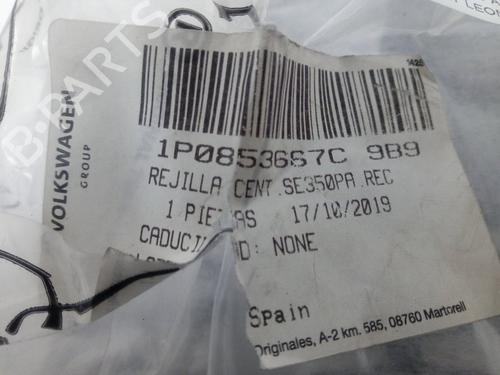 LEON
1P0853667C 9B9
REJILLA CENT.SE350PA.REC
1 PIEZAS 17/10/2019
NONE
Spain
Originales, A-2 km. 585, 08760 Martorell
VOLKSWAGEN
GROUP
B-PARTS